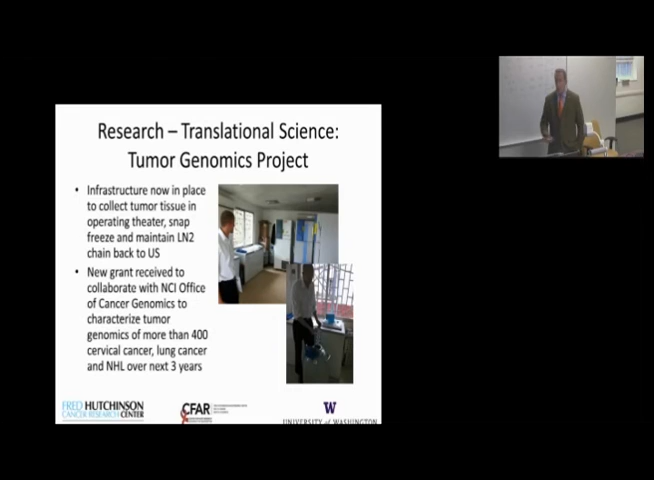 Research – Translational Science:
Tumor Genomics Project
• Infrastructure now in place
to collect tumor tissue in
operating theater, snap
freeze and maintain LN2
chain back to US
• New grant received to
collaborate with NCI Office
of Cancer Genomics to
characterize tumor
genomics of more than 400
cervical cancer, lung cancer
and NHL over next 3 years
FRED HUTCHINSON
CANCER RESEARCH CENTER
CFAR
W
UNIVERSITY of WASHINGTON